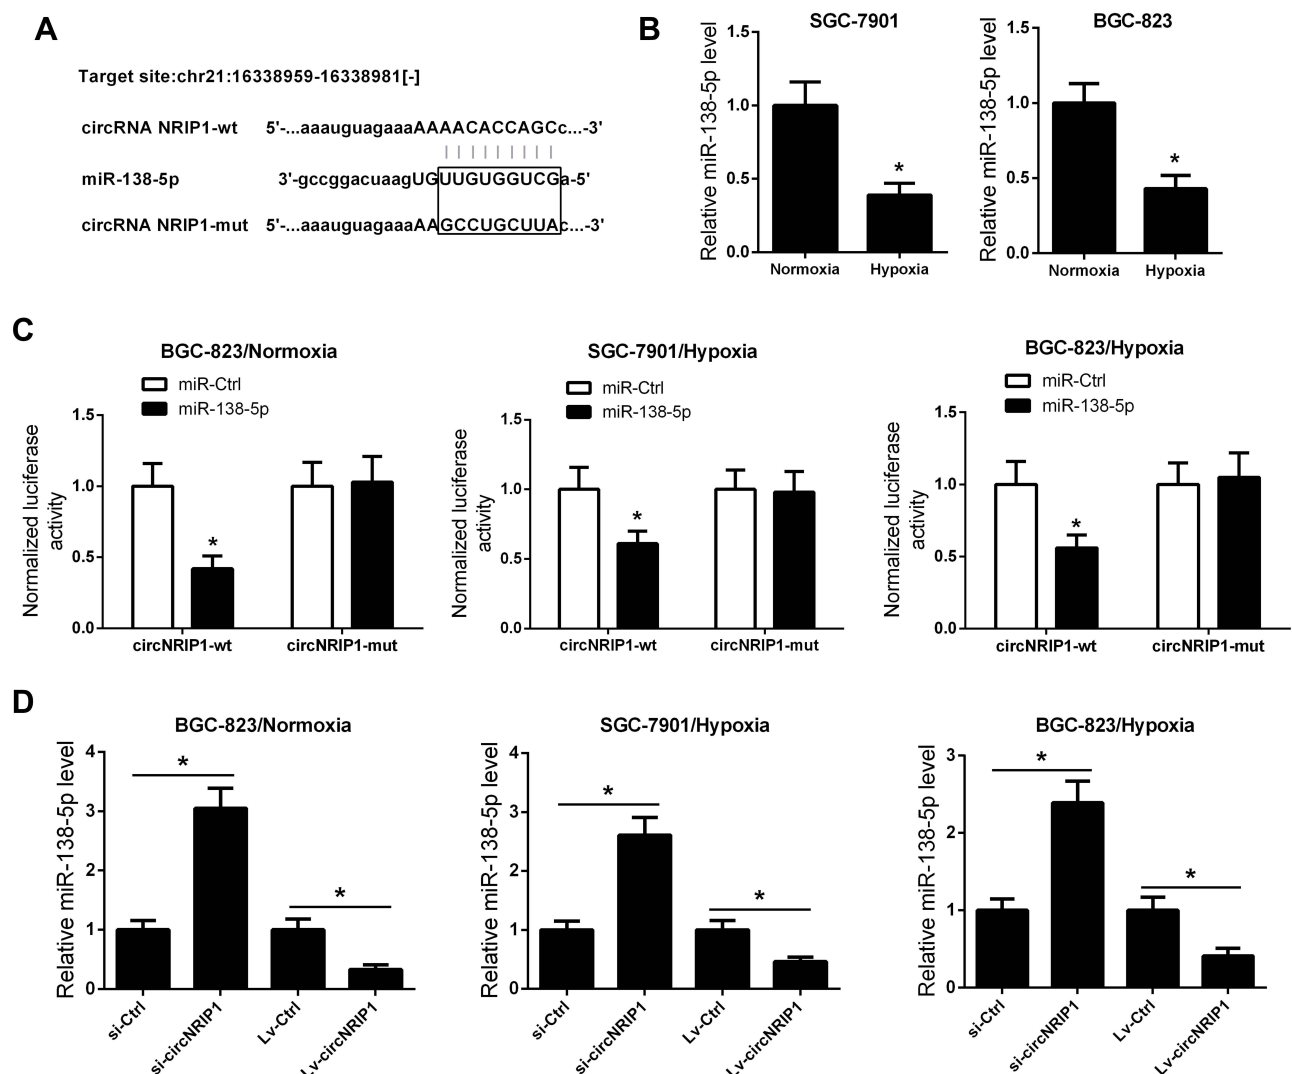 A
Target site:chr21:16338959-16338981[-]
circRNA NRIP1-wt 5'-...aaauguagaaaAAAACACCAGCc...-3'
miR-138-5p 3'-gccggacuaagUGUUGUGGUCGa-5'
circRNA NRIP1-mut 5'-...aaauguagaaaAAGCCUGCUUAc...-3'
B
SGC-7901
Relative miR-138-5p level
1.5
1.0
0.5
0.0
*
Normoxia Hypoxia
BGC-823
Relative miR-138-5p level
1.5
1.0
0.5
0.0
*
Normoxia Hypoxia
C
BGC-823/Normoxia
miR-Ctrl
miR-138-5p
Normalized luciferase
activity
1.5
1.0
0.5
0.0
*
circNRIP1-wt circNRIP1-mut
SGC-7901/Hypoxia
miR-Ctrl
miR-138-5p
Normalized luciferase
activity
1.5
1.0
0.5
0.0
*
circNRIP1-wt circNRIP1-mut
BGC-823/Hypoxia
miR-Ctrl
miR-138-5p
Normalized luciferase
activity
1.5
1.0
0.5
0.0
*
circNRIP1-wt circNRIP1-mut
D
BGC-823/Normoxia
Relative miR-138-5p level
4
3
2
1
0
*
*
si-Ctrl
si-circNRIP1
Lv-Ctrl
Lv-circNRIP1
SGC-7901/Hypoxia
Relative miR-138-5p level
4
3
2
1
0
*
*
si-Ctrl
si-circNRIP1
Lv-Ctrl
Lv-circNRIP1
BGC-823/Hypoxia
Relative miR-138-5p level
3
2
1
0
*
*
si-Ctrl
si-circNRIP1
Lv-Ctrl
Lv-circNRIP1